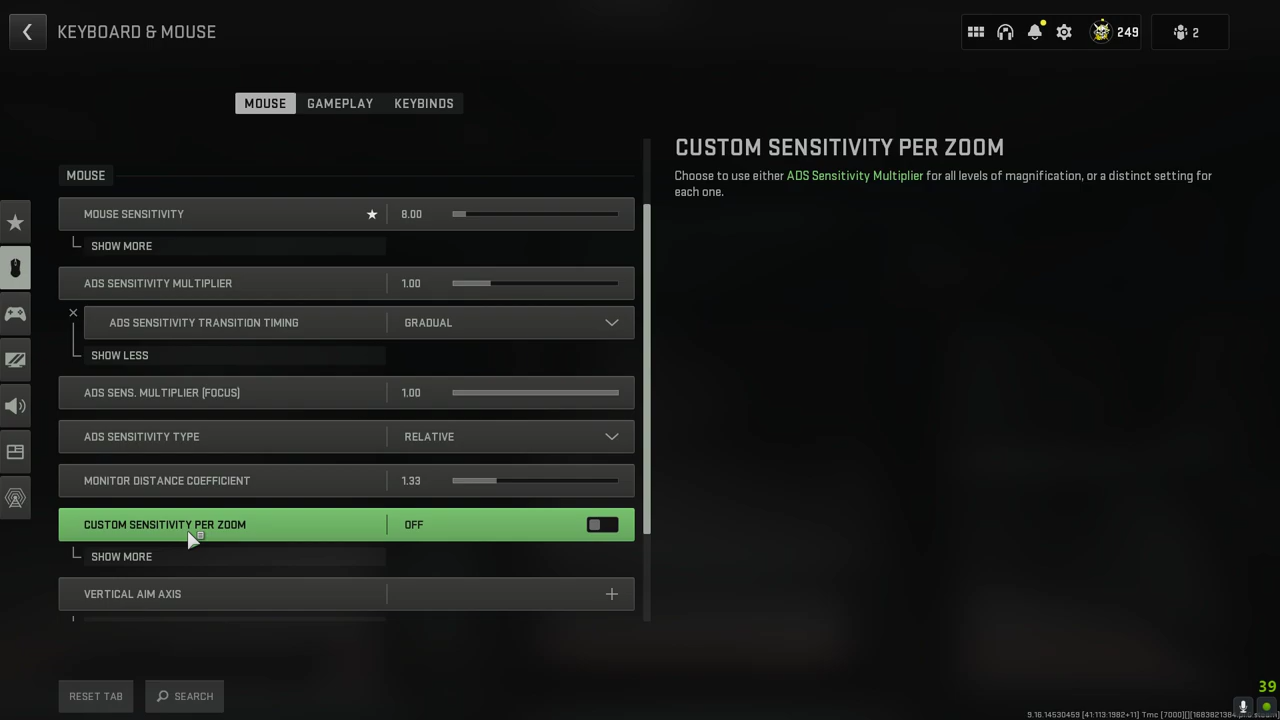 KEYBOARD & MOUSE
249
2
MOUSE
GAMEPLAY
KEYBINDS
MOUSE
MOUSE SENSITIVITY
8.00
SHOW MORE
ADS SENSITIVITY MULTIPLIER
1.00
ADS SENSITIVITY TRANSITION TIMING
GRADUAL
SHOW LESS
ADS SENS. MULTIPLIER (FOCUS)
1.00
ADS SENSITIVITY TYPE
RELATIVE
MONITOR DISTANCE COEFFICIENT
1.33
CUSTOM SENSITIVITY PER ZOOM
OFF
SHOW MORE
VERTICAL AIM AXIS
RESET TAB
SEARCH
CUSTOM SENSITIVITY PER ZOOM
Choose to use either ADS Sensitivity Multiplier for all levels of magnification, or a distinct setting for
each one.
39